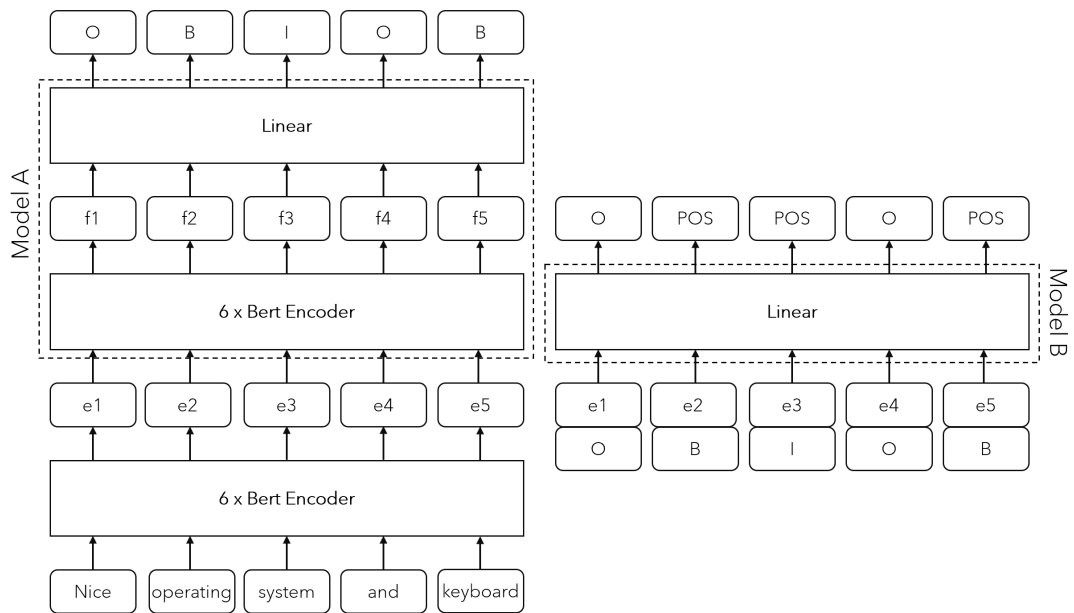 O B I O B
Linear
Model A
f1 f2 f3 f4 f5
6 x Bert Encoder
e1 e2 e3 e4 e5
6 x Bert Encoder
Nice operating system and keyboard
O POS POS O POS
Linear
Model B
e1 e2 e3 e4 e5
O B I O B